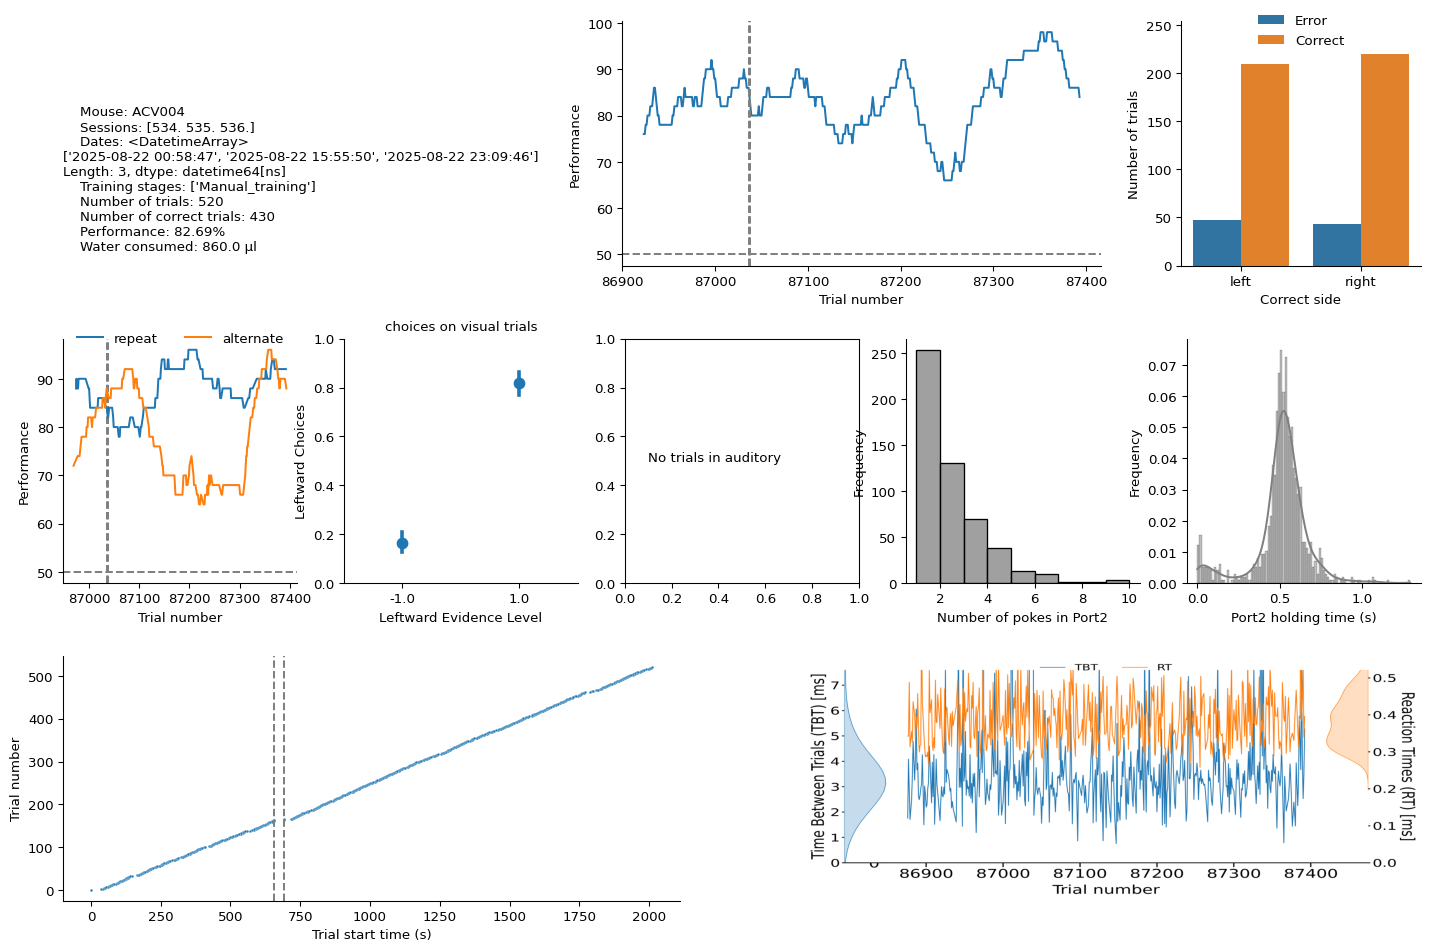 Mouse: ACV004
Sessions: [534. 535. 536.]
Dates: <DatetimeArray>
['2025-08-22 00:58:47', '2025-08-22 15:55:50', '2025-08-22 23:09:46']
Length: 3, dtype: datetime64[ns]
Training stages: ['Manual_training']
Number of trials: 520
Number of correct trials: 430
Performance: 82.69%
Water consumed: 860.0 µl
Performance
100
90
80
70
60
50
86900 87000 87100 87200 87300 87400
Trial number
Error
Correct
Number of trials
250
200
150
100
50
0
left right
Correct side
repeat alternate
Performance
90
80
70
60
50
87000 87100 87200 87300 87400
Trial number
choices on visual trials
Leftward Choices
1.0
0.8
0.6
0.4
0.2
0.0
-1.0 1.0
Leftward Evidence Level
1.0
0.8
0.6
0.4
0.2
0.0
No trials in auditory
0.0 0.2 0.4 0.6 0.8 1.0
Frequency
250
200
150
100
50
0
2 4 6 8 10
Number of pokes in Port2
Frequency
0.07
0.06
0.05
0.04
0.03
0.02
0.01
0.00
0.0 0.5 1.0
Port2 holding time (s)
Trial number
500
400
300
200
100
0
0 250 500 750 1000 1250 1500 1750 2000
Trial start time (s)
TBT RT
Time Between Trials (TBT) [ms]
7
6
5
4
3
2
1
0
0
86900 87000 87100 87200 87300 87400
Trial number
0.5
0.4
0.3
0.2
0.1
0.0
Reaction Times (RT) [ms]